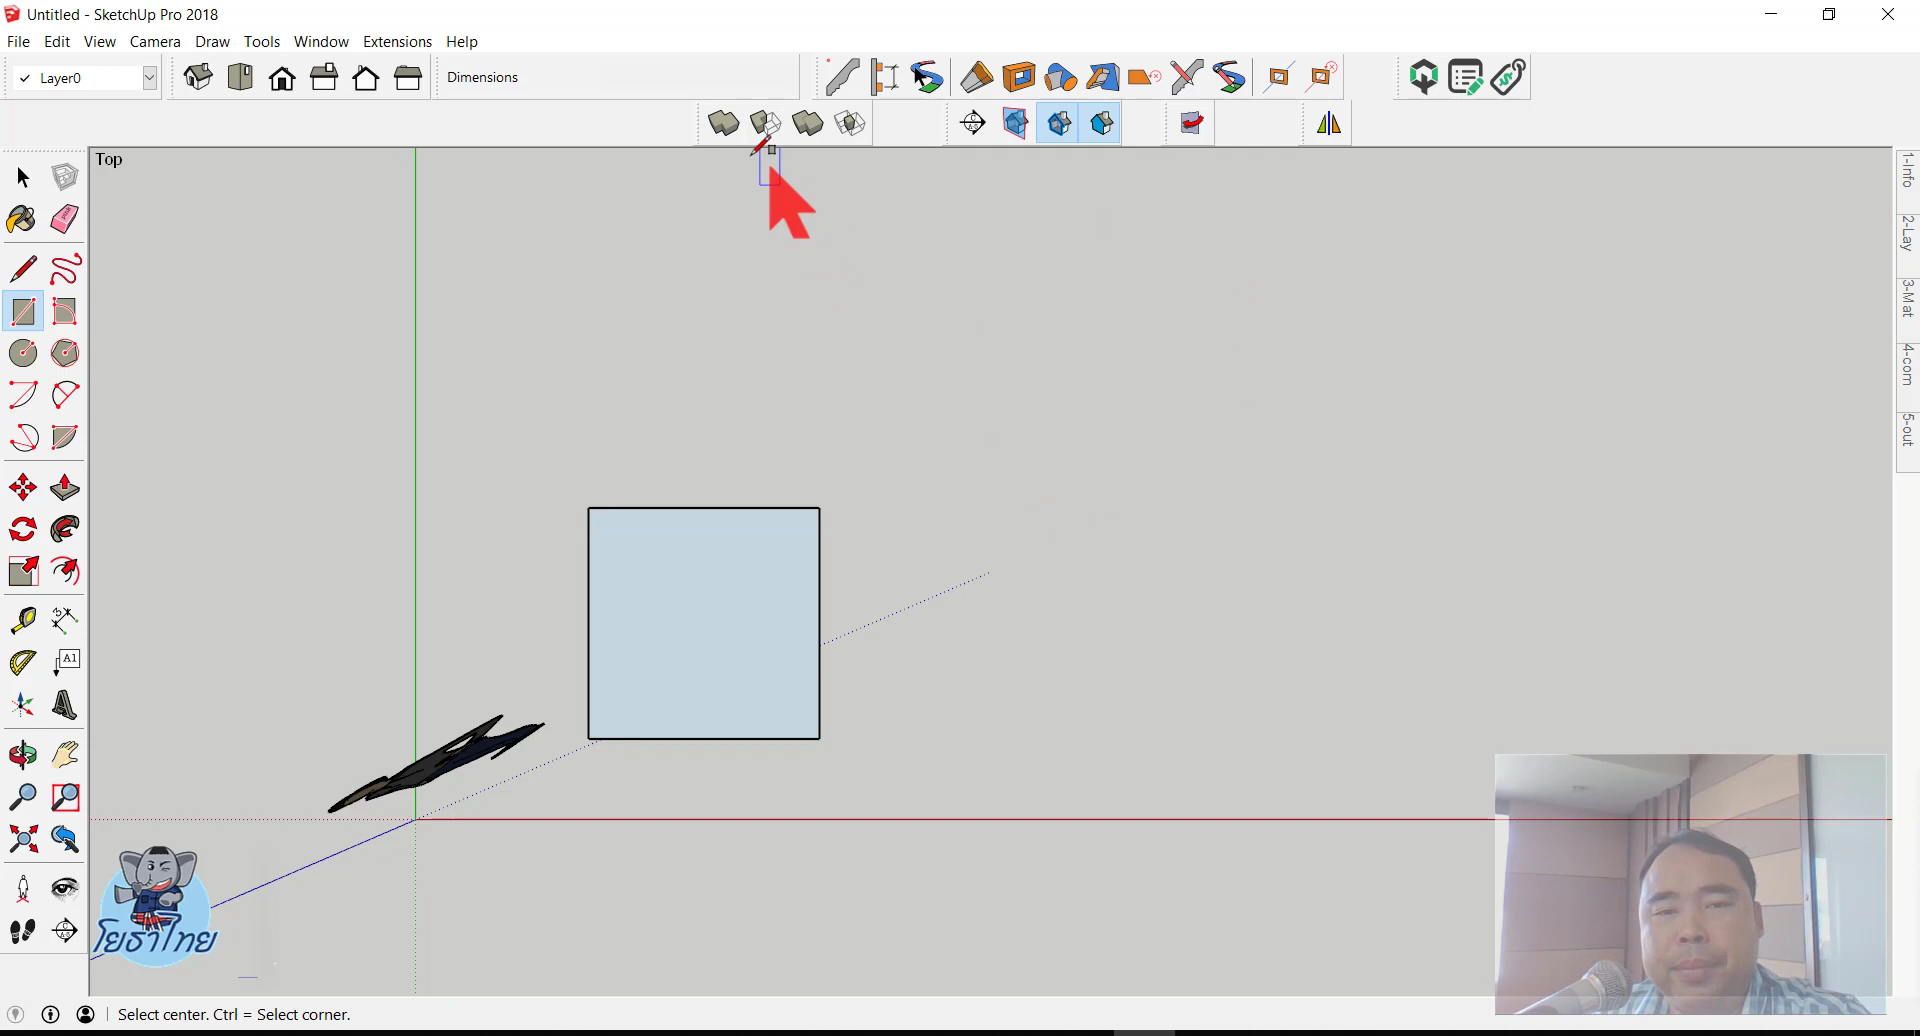 Untitled - SketchUp Pro 2018
File Edit View Camera Draw Tools Window Extensions Help
Layer0
Dimensions
Top
1-Info
2-Lay
3-Mat
4-com
5-out
A1
โยธาไทย
Select center. Ctrl = Select corner.